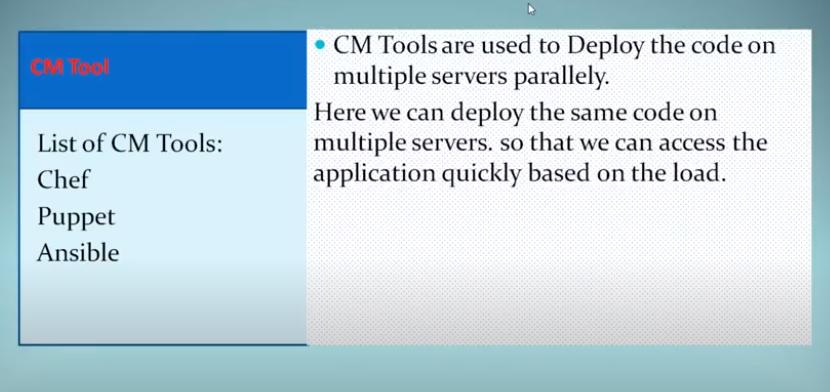 CM Tool
List of CM Tools:
Chef
Puppet
Ansible
• CM Tools are used to Deploy the code on
multiple servers parallely.
Here we can deploy the same code on
multiple servers. so that we can access the
application quickly based on the load.